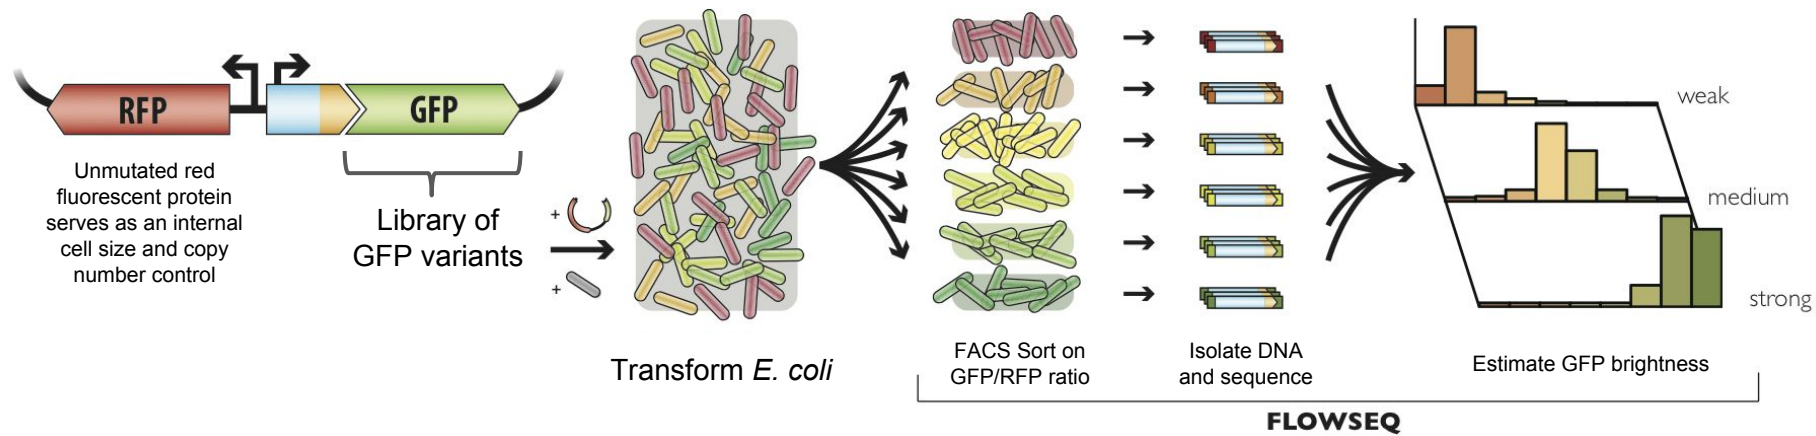 RFP
GFP
Unmutated red
fluorescent protein
serves as an internal
cell size and copy
number control
Library of
GFP variants
+
+
Transform E. coli
FACS Sort on
GFP/RFP ratio
Isolate DNA
and sequence
weak
medium
strong
Estimate GFP brightness
FLOWSEQ